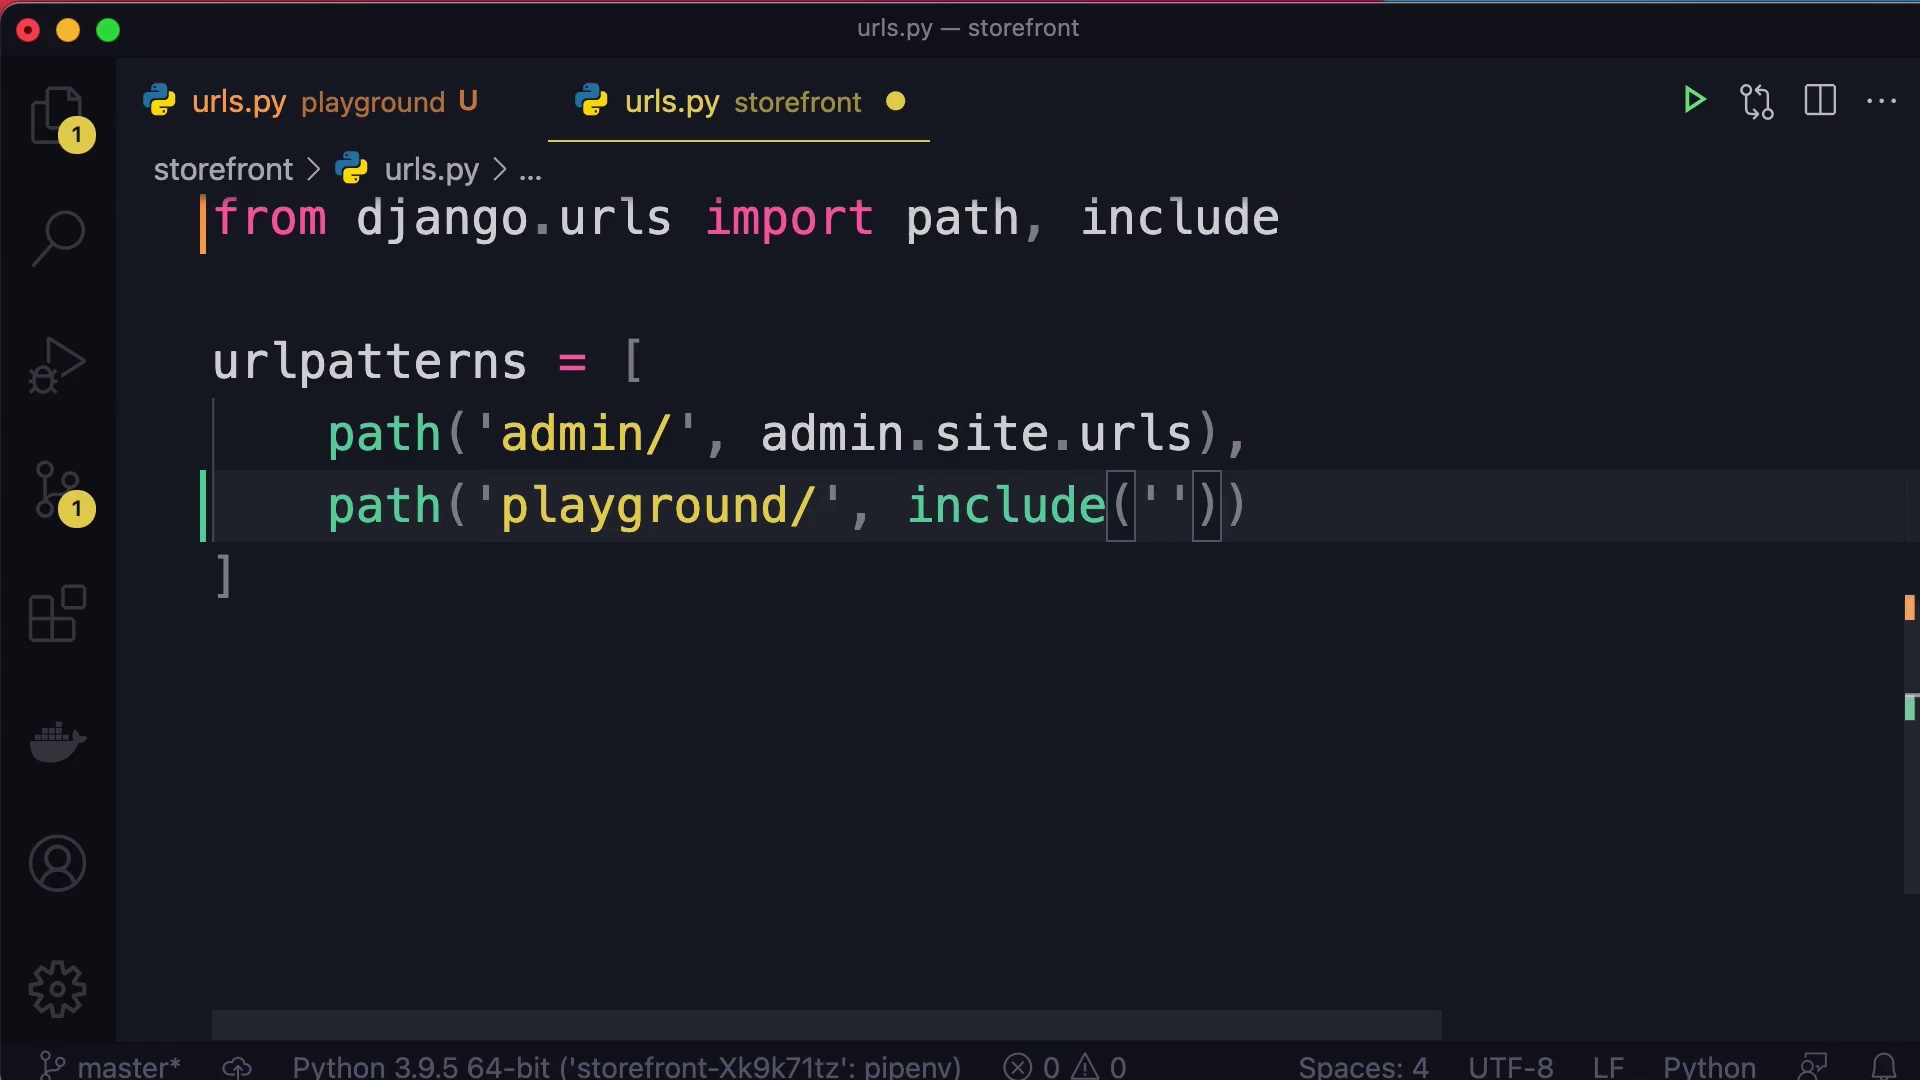 urls.py — storefront
urls.py playground U urls.py storefront
storefront > urls.py > ...
from django.urls import path, include
urlpatterns = [
    path('admin/', admin.site.urls),
    path('playground/', include(''))
]
1
1
master* Python 3.9.5 64-bit ('storefront-Xk9k71tz': pipenv) 0 0 Spaces: 4 UTF-8 LF Python